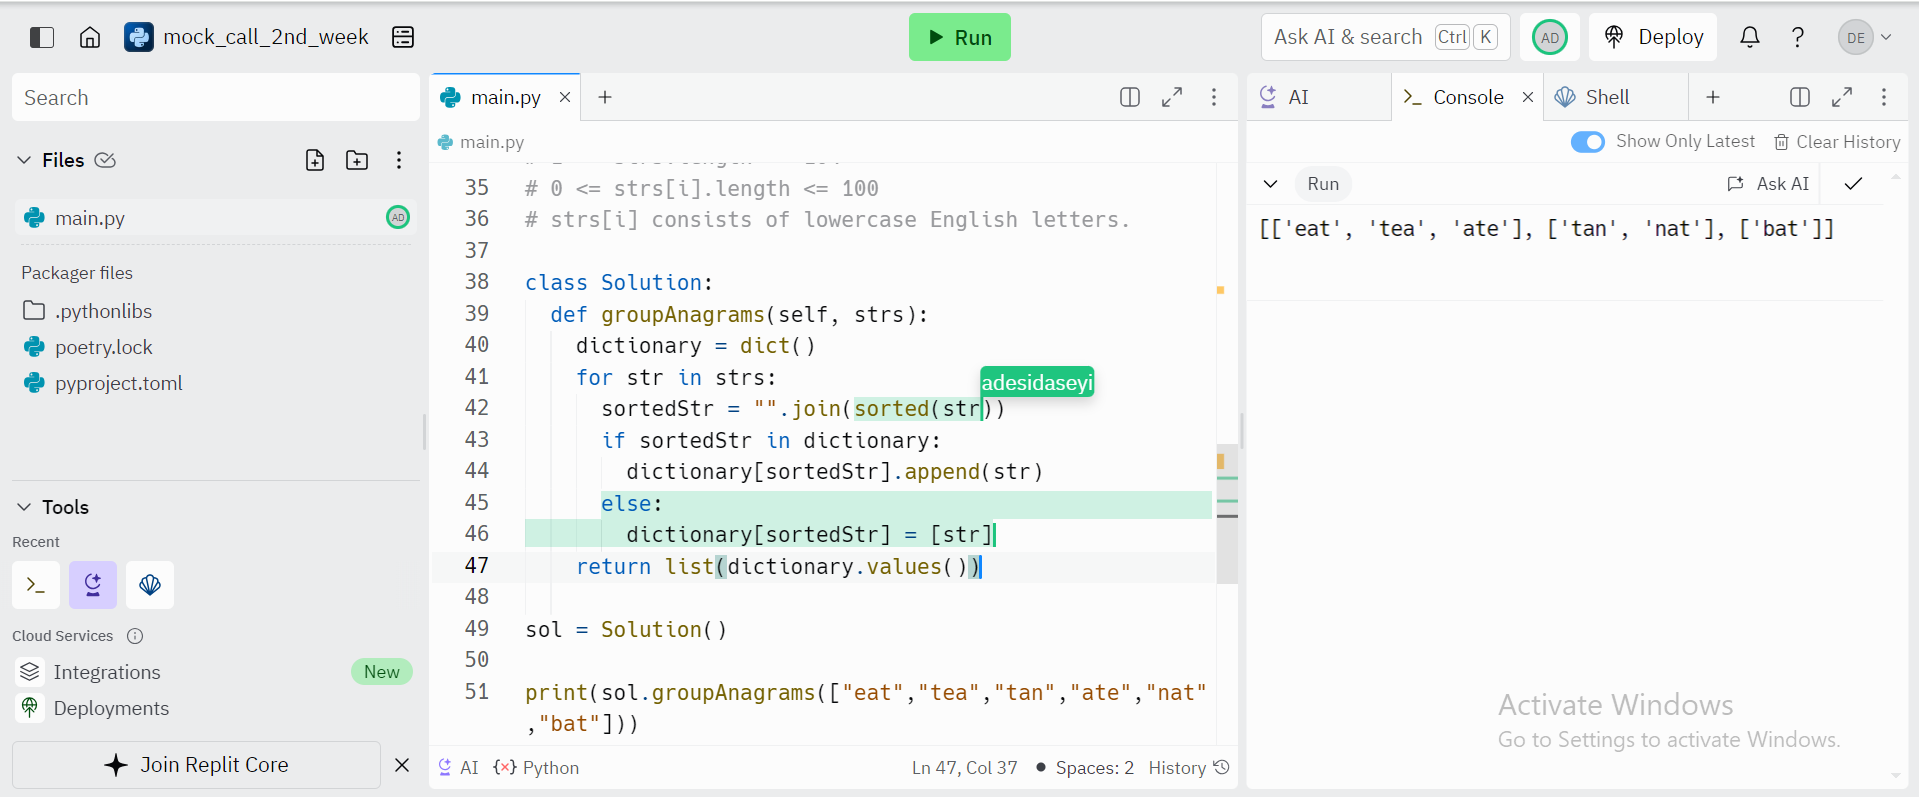 mock_call_2nd_week
Run
Ask AI & search Ctrl K
AD
Deploy
?
DE
Search
Files
main.py AD
Packager files
.pythonlibs
poetry.lock
pyproject.toml
Tools
Recent
Cloud Services
Integrations New
Deployments
Join Replit Core
main.py
main.py
35 # 0 <= strs[i].length <= 100
36 # strs[i] consists of lowercase English letters.
37
38 class Solution:
39   def groupAnagrams(self, strs):
40     dictionary = dict()
41     for str in strs:
adesidaseyi
42       sortedStr = "".join(sorted(str))
43       if sortedStr in dictionary:
44         dictionary[sortedStr].append(str)
45       else:
46         dictionary[sortedStr] = [str]
47     return list(dictionary.values())
48
49 sol = Solution()
50
51 print(sol.groupAnagrams(["eat","tea","tan","ate","nat"
,"bat"]))
AI {×} Python Ln 47, Col 37 Spaces: 2 History
AI Console Shell
Show Only Latest Clear History
Run Ask AI
[['eat', 'tea', 'ate'], ['tan', 'nat'], ['bat']]
Activate Windows
Go to Settings to activate Windows.